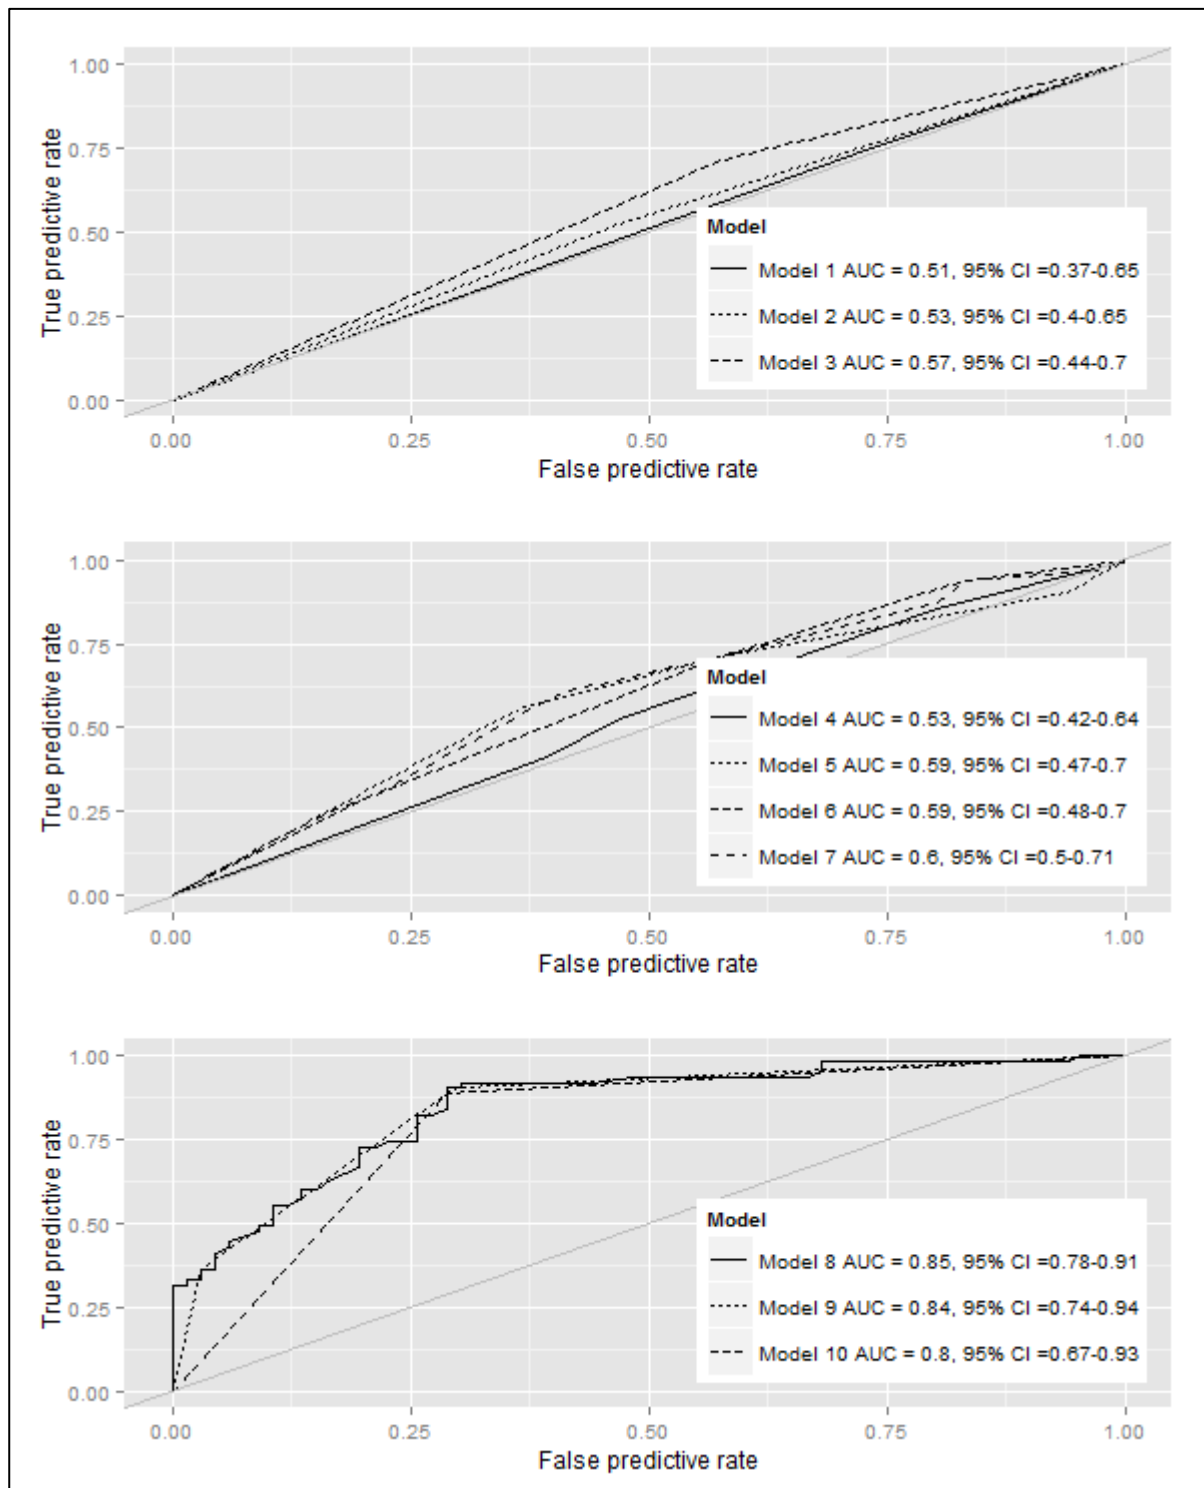 1.00
0.75
0.50
0.25
0.00
True predictive rate
Model
Model 1 AUC = 0.51, 95% CI =0.37-0.65
Model 2 AUC = 0.53, 95% CI =0.4-0.65
Model 3 AUC = 0.57, 95% CI =0.44-0.7
0.00 0.25 0.50 0.75 1.00
False predictive rate
1.00
0.75
0.50
0.25
0.00
True predictive rate
Model
Model 4 AUC = 0.53, 95% CI =0.42-0.64
Model 5 AUC = 0.59, 95% CI =0.47-0.7
Model 6 AUC = 0.59, 95% CI =0.48-0.7
Model 7 AUC = 0.6, 95% CI =0.5-0.71
0.00 0.25 0.50 0.75 1.00
False predictive rate
1.00
0.75
0.50
0.25
0.00
True predictive rate
Model
Model 8 AUC = 0.85, 95% CI =0.78-0.91
Model 9 AUC = 0.84, 95% CI =0.74-0.94
Model 10 AUC = 0.8, 95% CI =0.67-0.93
0.00 0.25 0.50 0.75 1.00
False predictive rate